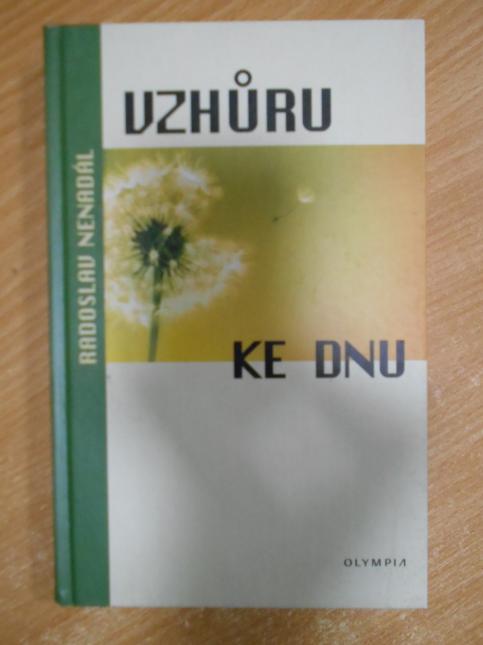 VZHŮRU
RADOSLAV NENADÁL
KE DNU
OLYMPIA